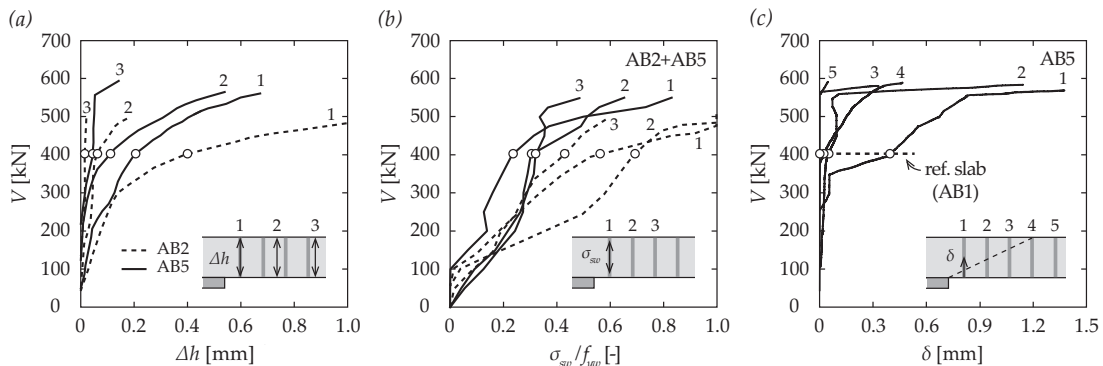 (a)
700
600
500
400
300
200
100
0
V [kN]
3
2
1
3
2
1
AB2
AB5
1 2 3
Δh
0 0.2 0.4 0.6 0.8 1.0
Δh [mm]
(b)
AB2+AB5
700
600
500
400
300
200
100
0
V [kN]
3
2
1
3
2
1
1 2 3
σsw
0 0.2 0.4 0.6 0.8 1.0
σsw/fyw [-]
(c)
AB5
700
600
500
400
300
200
100
0
V [kN]
5 3 4 2 1
ref. slab
(AB1)
1 2 3 4 5
δ
0 0.3 0.6 0.9 1.2 1.5
δ [mm]